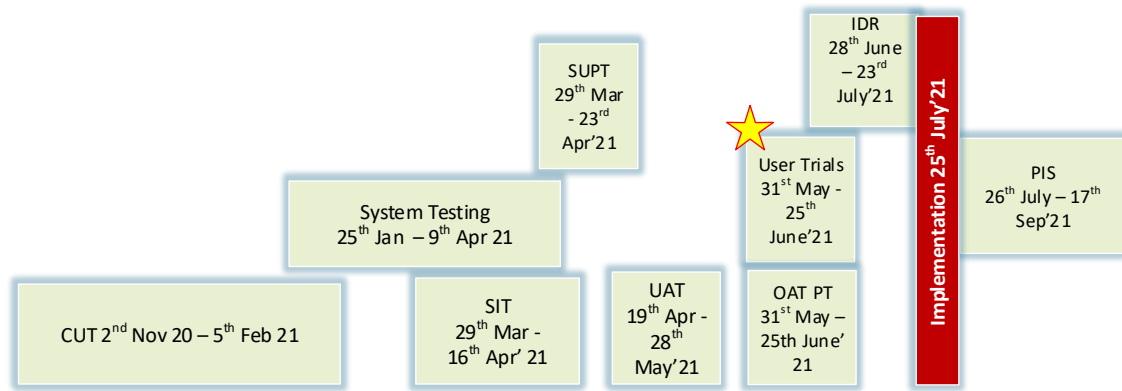 CUT 2nd Nov 20 – 5th Feb 21
System Testing
25th Jan – 9th Apr 21
SIT
29th Mar -
16th Apr' 21
SUPT
29th Mar
- 23rd
Apr'21
UAT
19th Apr -
28th
May'21
User Trials
31st May -
25th
June'21
OAT PT
31st May –
25th June'
21
IDR
28th June
– 23rd
July'21
Implementation 25th July'21
PIS
26th July – 17th
Sep'21